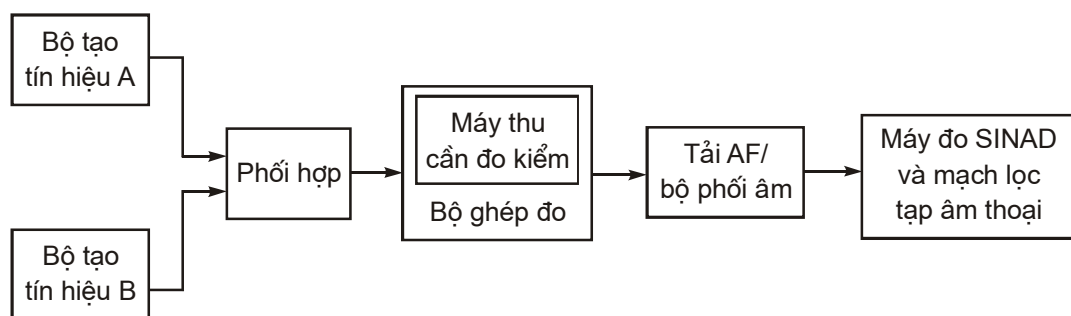 Bộ tạo
tín hiệu A
Phối hợp
Bộ tạo
tín hiệu B
Máy thu
cần đo kiểm
Bộ ghép đo
Tải AF/
bộ phối âm
Máy đo SINAD
và mạch lọc
tạp âm thoại